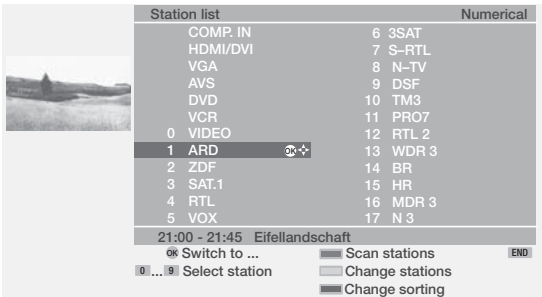 Station list Numerical
COMP. IN 6 3SAT
HDMI/DVI 7 S–RTL
VGA 8 N–TV
AVS 9 DSF
DVD 10 TM3
VCR 11 PRO7
0 VIDEO 12 RTL 2
1 ARD OK 13 WDR 3
2 ZDF 14 BR
3 SAT.1 15 HR
4 RTL 16 MDR 3
5 VOX 17 N 3
21:00 - 21:45 Eifellandschaft
OK Switch to ... Scan stations END
0 ... 9 Select station Change stations
Change sorting